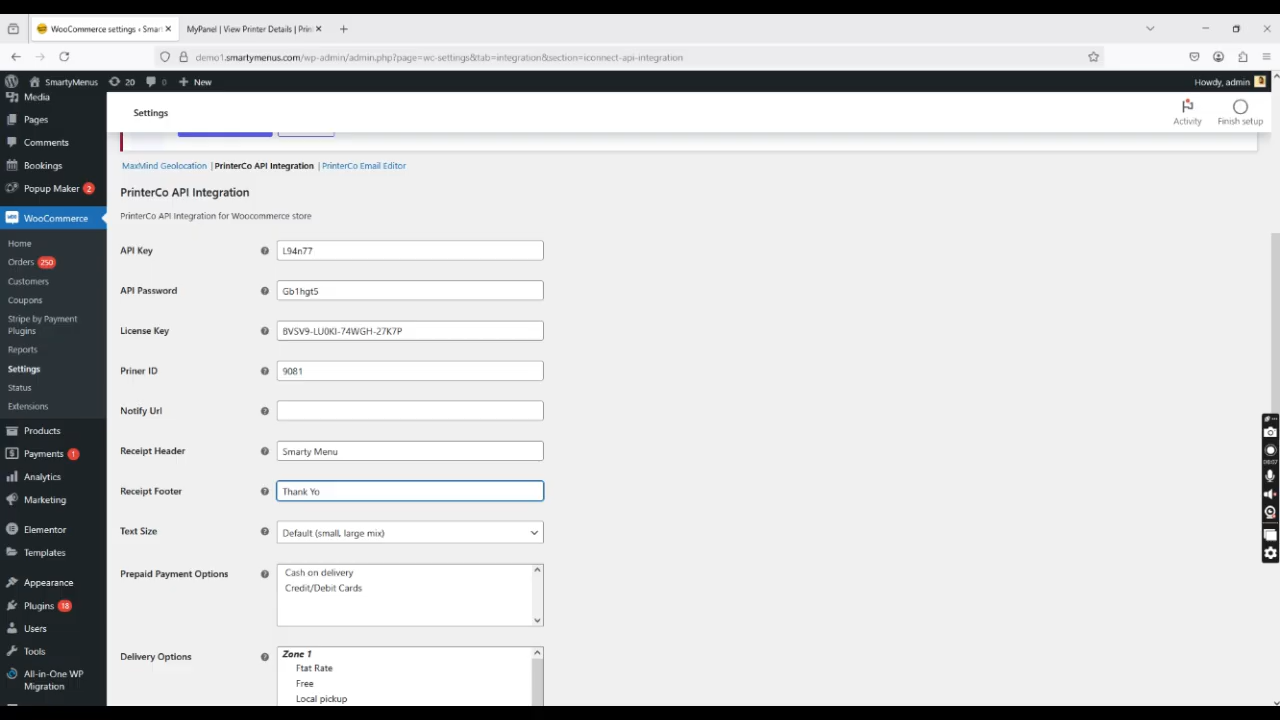 WooCommerce settings ‹ Smar
MyPanel | View Printer Details | Prin
demo1.smartymenus.com/wp-admin/admin.php?page=wc-settings&tab=integration&section=iconnect-api-integration
SmartyMenus 20 0 New Howdy, admin
Media
Pages
Comments
Bookings
Popup Maker 2
WooCommerce
Home
Orders 250
Customers
Coupons
Stripe by Payment
Plugins
Reports
Settings
Status
Extensions
Products
Payments 1
Analytics
Marketing
Elementor
Templates
Appearance
Plugins 18
Users
Tools
All-in-One WP
Migration
Settings
Activity
Finish setup
MaxMind Geolocation | PrinterCo API Integration | PrinterCo Email Editor
PrinterCo API Integration
PrinterCo API Integration for Woocommerce store
API Key L94n77
API Password Gb1hgt5
License Key BVSV9-LU0KI-74WGH-27K7P
Priner ID 9081
Notify Url
Receipt Header Smarty Menu
Receipt Footer Thank Yo
Text Size Default (small, large mix)
Prepaid Payment Options Cash on delivery
Credit/Debit Cards
Delivery Options Zone 1
Ftat Rate
Free
Local pickup